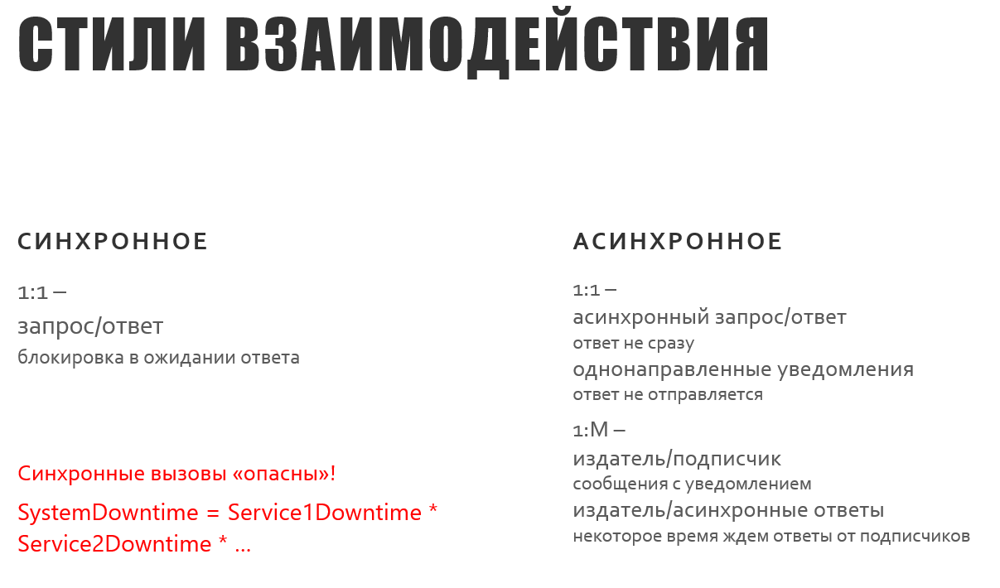 СТИЛИ ВЗАИМОДЕЙСТВИЯ
СИНХРОННОЕ
1:1 –
запрос/ответ
блокировка в ожидании ответа
Синхронные вызовы «опасны»!
SystemDowntime = Service1Downtime *
Service2Downtime * ...
АСИНХРОННОЕ
1:1 –
асинхронный запрос/ответ
ответ не сразу
однонаправленные уведомления
ответ не отправляется
1:М –
издатель/подписчик
сообщения с уведомлением
издатель/асинхронные ответы
некоторое время ждем ответы от подписчиков